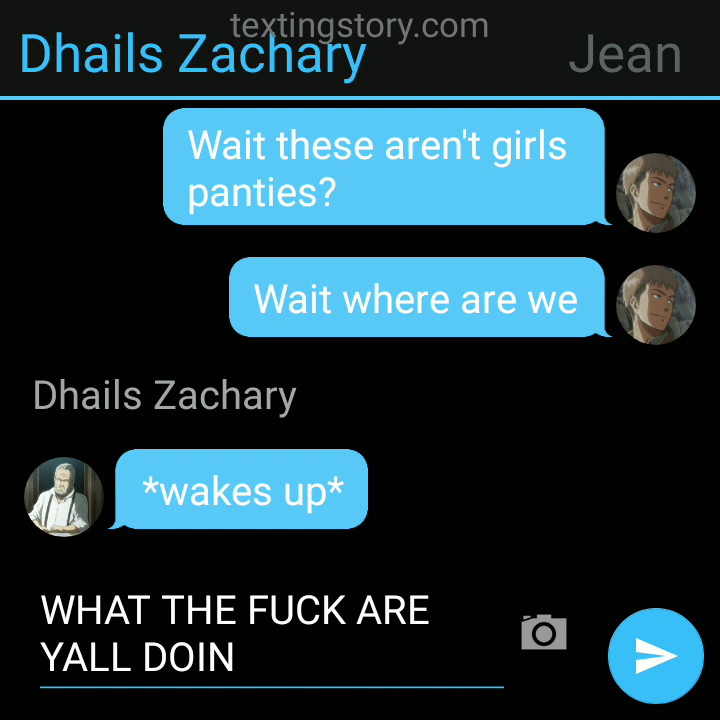 textingstory.com
Dhails Zachary
Jean
Wait these aren't girls
panties?
Wait where are we
Dhails Zachary
*wakes up*
WHAT THE FUCK ARE
YALL DOIN